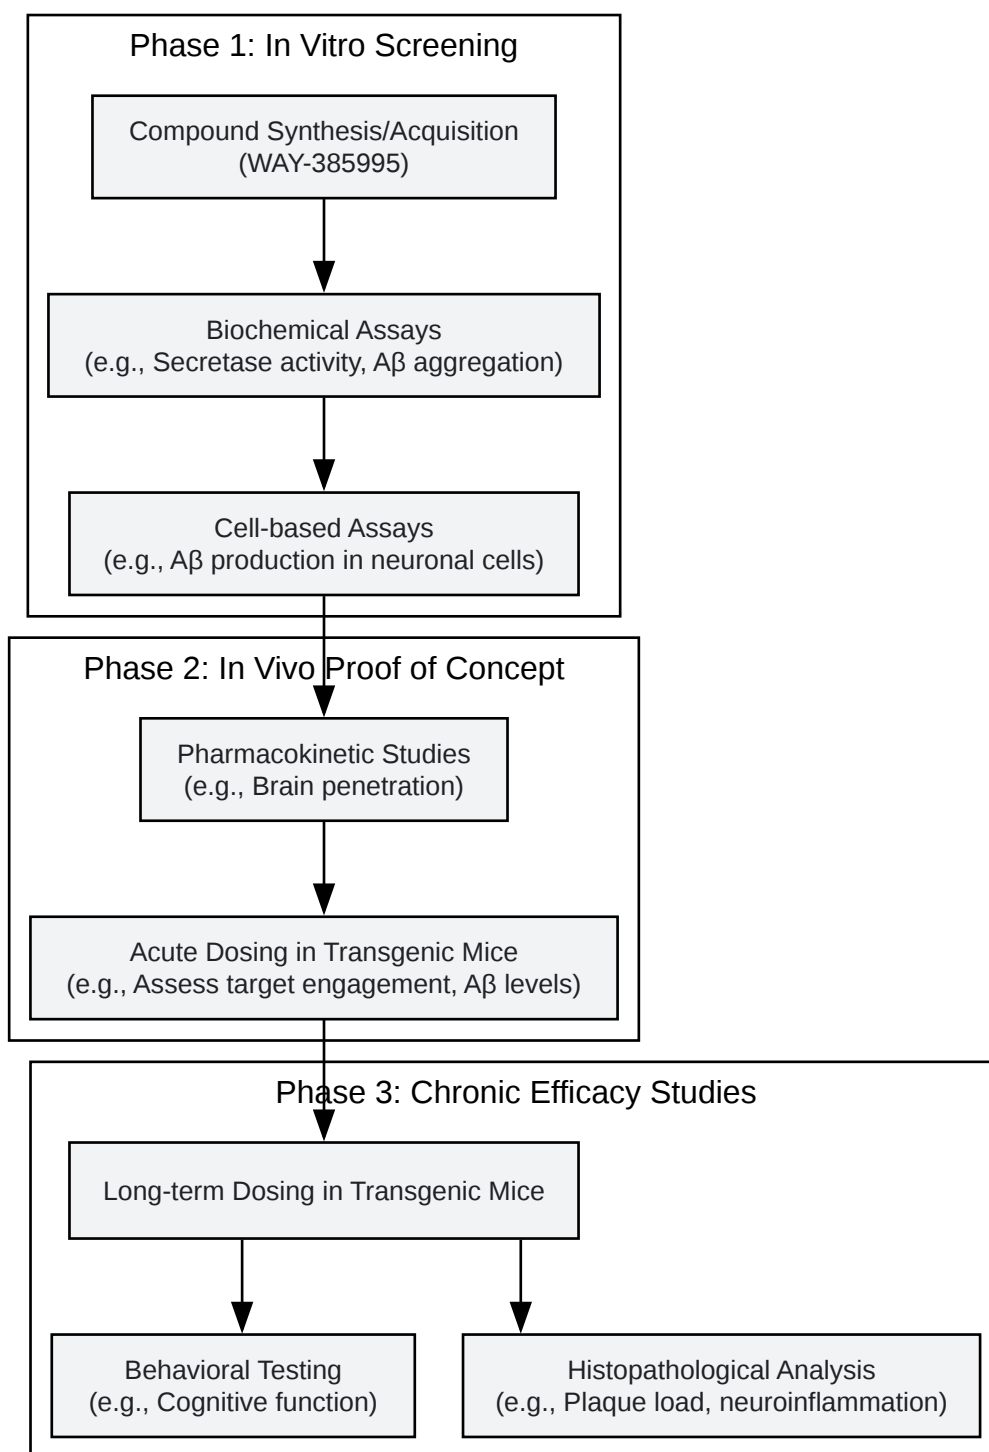 Phase 1: In Vitro Screening
Compound Synthesis/Acquisition
(WAY-385995)
Biochemical Assays
(e.g., Secretase activity, Aβ aggregation)
Cell-based Assays
(e.g., Aβ production in neuronal cells)
Phase 2: In Vivo Proof of Concept
Pharmacokinetic Studies
(e.g., Brain penetration)
Acute Dosing in Transgenic Mice
(e.g., Assess target engagement, Aβ levels)
Phase 3: Chronic Efficacy Studies
Long-term Dosing in Transgenic Mice
Behavioral Testing
(e.g., Cognitive function)
Histopathological Analysis
(e.g., Plaque load, neuroinflammation)